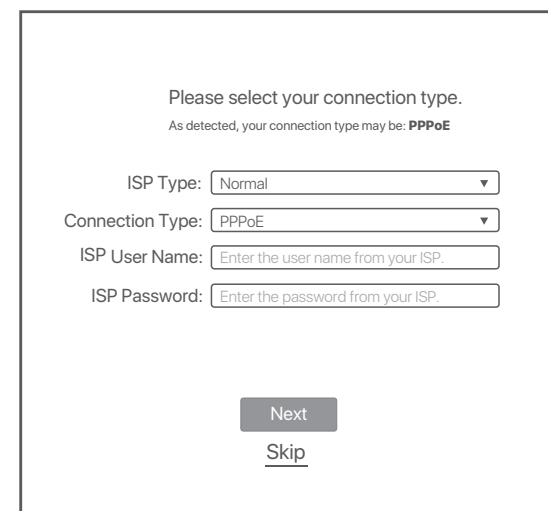 Please select your connection type.
As detected, your connection type may be: PPPoE
ISP Type: Normal ▼
Connection Type: PPPoE ▼
ISP User Name: Enter the user name from your ISP.
ISP Password: Enter the password from your ISP.
Next
Skip